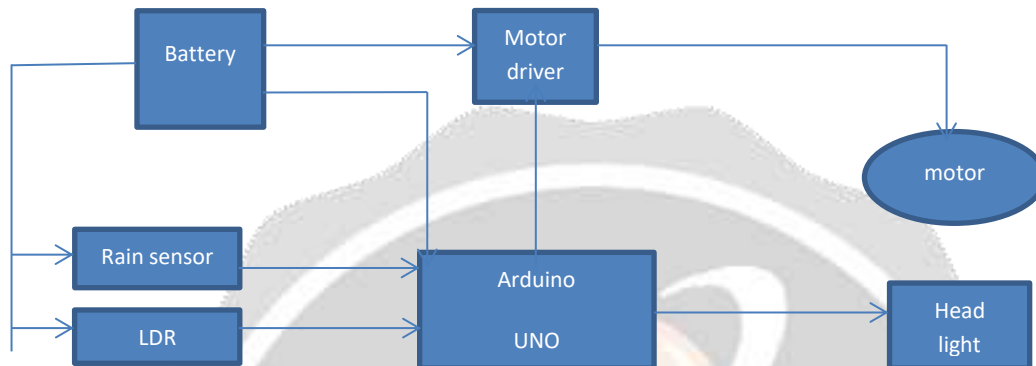 Battery
Motor
driver
motor
Rain sensor
Arduino
UNO
LDR
Head
light